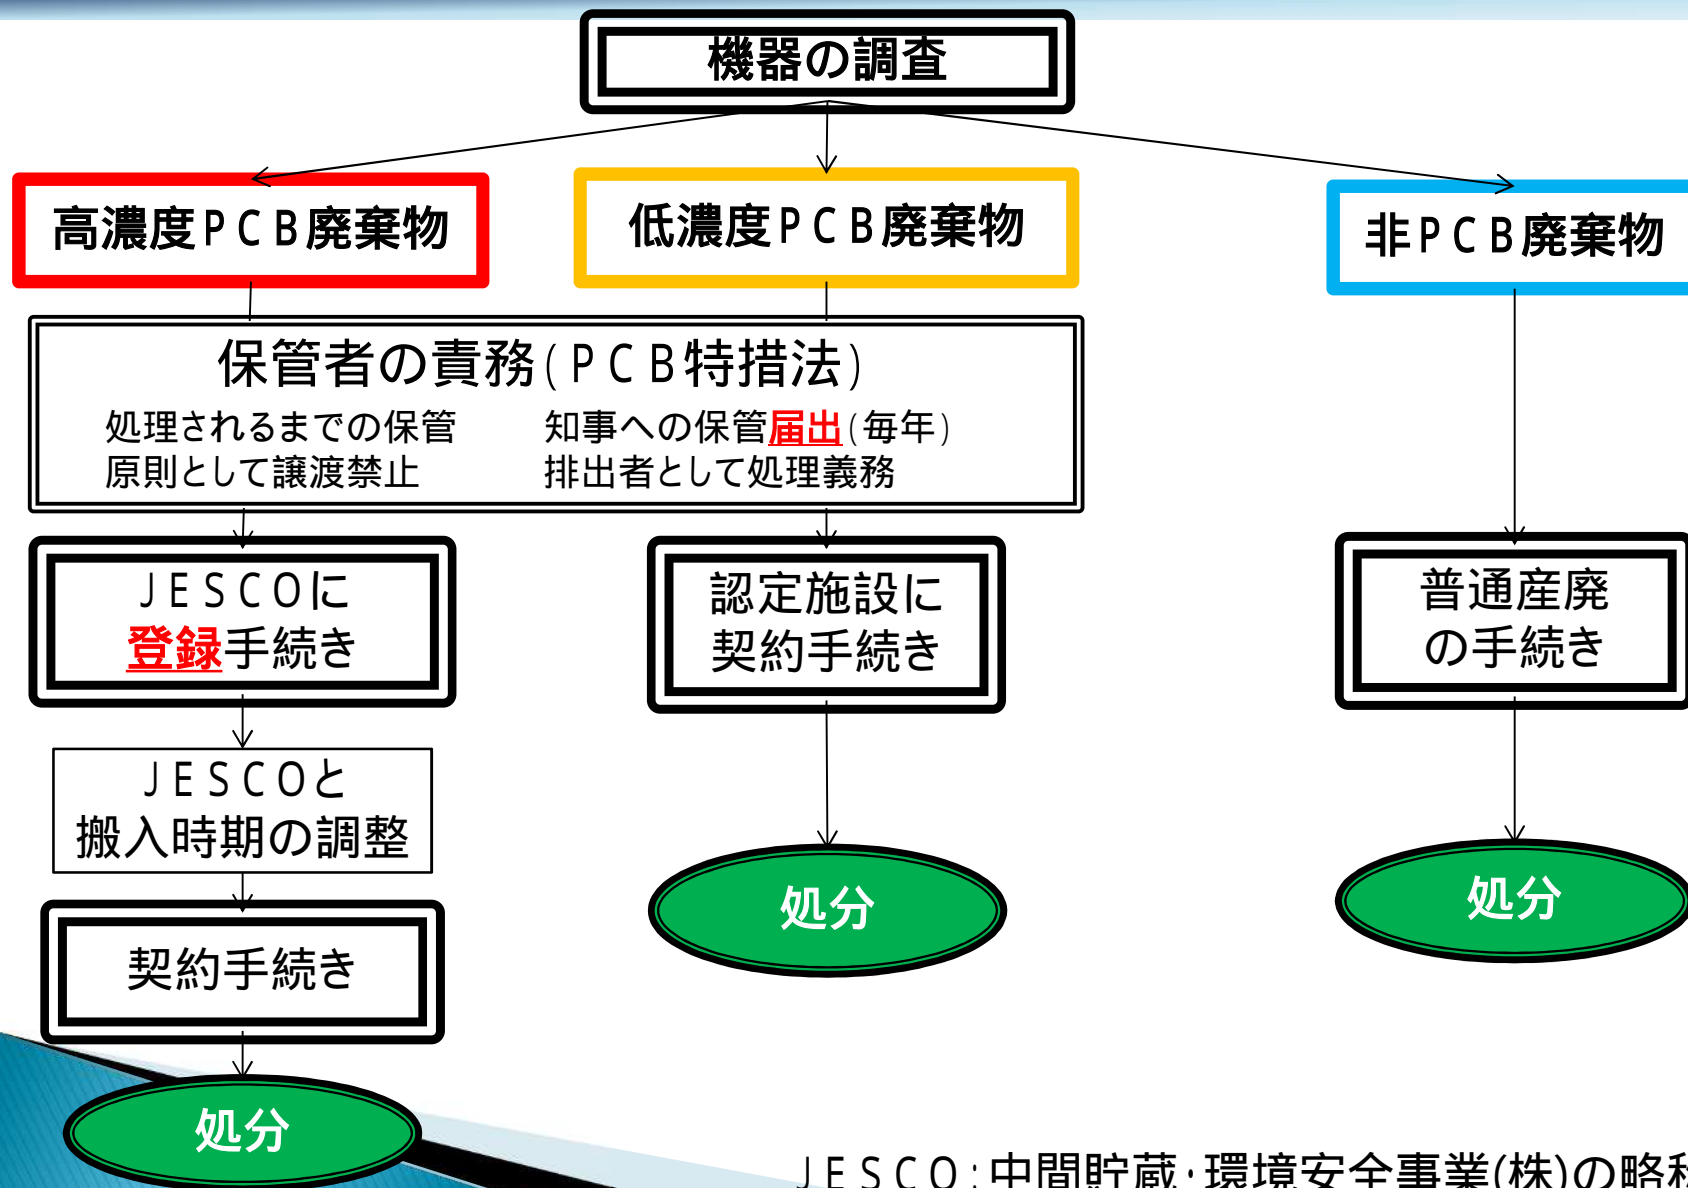 機器の調査
高濃度PCB廃棄物
低濃度PCB廃棄物
非PCB廃棄物
保管者の責務(PCB特措法)
処理されるまでの保管 知事への保管届出(毎年)
原則として譲渡禁止 排出者として処理義務
JESCOに
登録手続き
認定施設に
契約手続き
普通産廃
の手続き
JESCOと
搬入時期の調整
契約手続き
処分
処分
処分
JESCO:中間貯蔵・環境安全事業(株)の略称